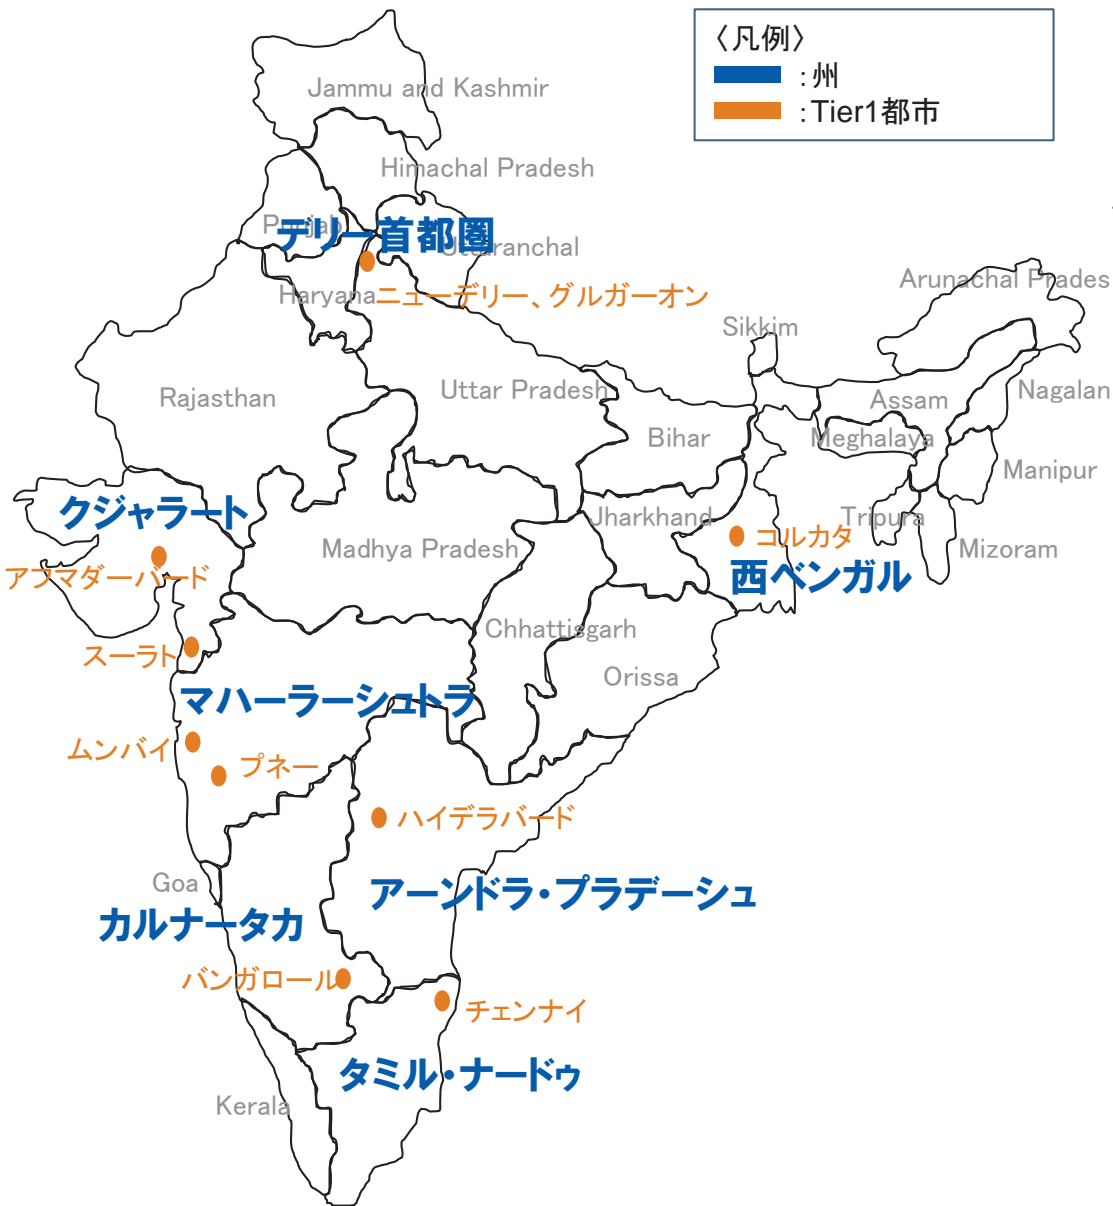 〈凡例〉
：州
：Tier1都市
Jammu and Kashmir
Himachal Pradesh
Punjab
デリー首都圏
Uttaranchal
Haryana
ニューデリー、グルガーオン
Arunachal Prades
Sikkim
Rajasthan
Uttar Pradesh
Assam
Nagalan
Bihar
Meghalaya
Manipur
クジャラート
Jharkhand
Tripura
Madhya Pradesh
コルカタ
Mizoram
アフマダーバード
西ベンガル
Chhattisgarh
スーラト
Orissa
マハーラーシュトラ
ムンバイ
プネー
ハイデラバード
Goa
アーンドラ・プラデーシュ
カルナータカ
バンガロール
チェンナイ
タミル・ナードゥ
Kerala